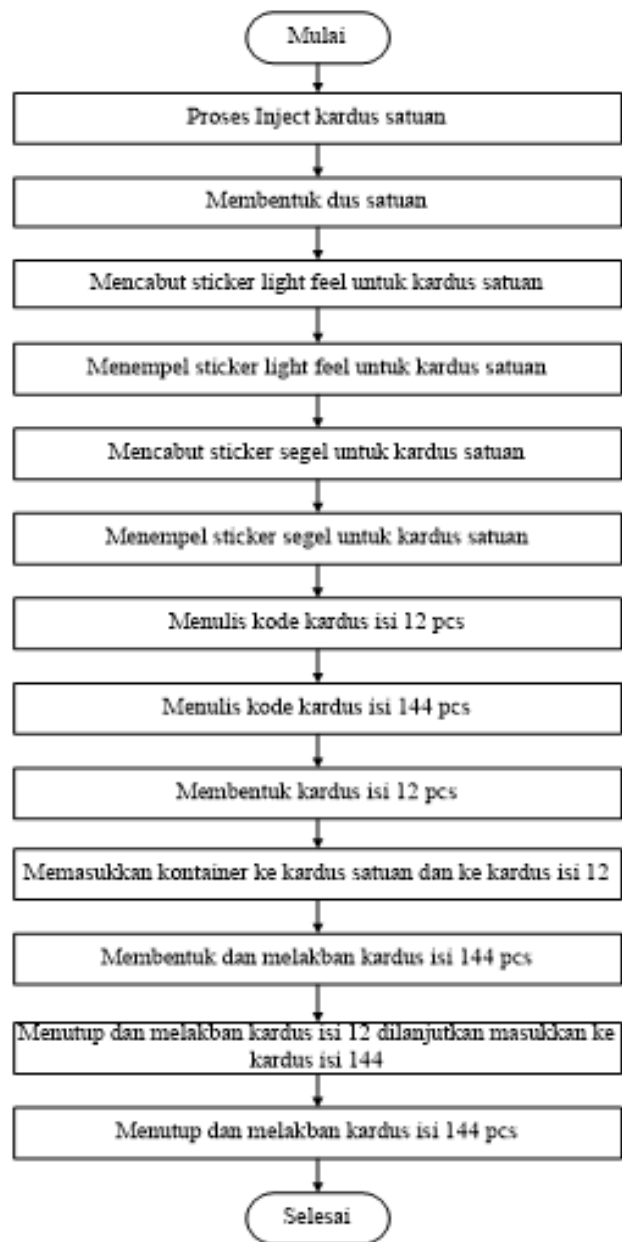 Mulai
Proses Inject kardus satuan
Membentuk dus satuan
Mencabut sticker light feel untuk kardus satuan
Menempel sticker light feel untuk kardus satuan
Mencabut sticker segel untuk kardus satuan
Menempel sticker segel untuk kardus satuan
Menulis kode kardus isi 12 pcs
Menulis kode kardus isi 144 pcs
Membentuk kardus isi 12 pcs
Memasukkan kontainer ke kardus satuan dan ke kardus isi 12
Membentuk dan melakban kardus isi 144 pcs
Menutup dan melakban kardus isi 12 dilanjutkan masukkan ke
kardus isi 144
Menutup dan melakban kardus isi 144 pcs
Selesai